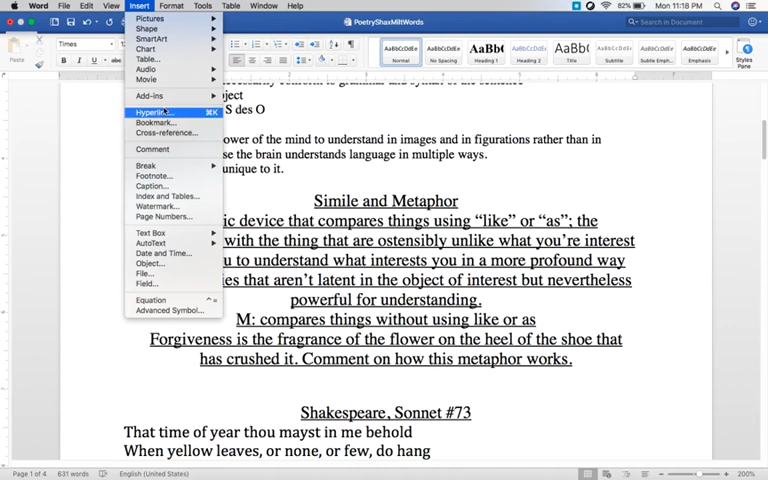 Word File Edit View Insert Format Tools Table Window Help 82% Mon 11:18 PM
PoetryShaxMiltWords
Search in Document
Paste
Times
B I U
AaBbCcDdEe AaBbCcDdEe AaBbC AaBbCcDdEe AaBbC AaBbCcDdEe AaBbCcDdEe AaBbCcDdEe
Normal No Spacing Heading 1 Heading 2 Title Subtitle Subtle Emph... Emphasis
Styles
Pane
Pictures
Shape
SmartArt
Chart
Table...
Audio
Movie
Add-ins
Hyperlink... ⌘K
Bookmark...
Cross-reference...
Comment
Break
Footnote...
Caption...
Index and Tables...
Watermark...
Page Numbers...
Text Box
AutoText
Date and Time...
Object...
File...
Field...
Equation ^ =
Advanced Symbol...
conform to grammar and syntax of the sentence
bject
S des O
ower of the mind to understand in images and in figurations rather than in
se the brain understands language in multiple ways.
unique to it.
Simile and Metaphor
ic device that compares things using “like” or “as”; the
with the thing that are ostensibly unlike what you’re interest
u to understand what interests you in a more profound way
ies that aren’t latent in the object of interest but nevertheless
powerful for understanding.
M: compares things without using like or as
Forgiveness is the fragrance of the flower on the heel of the shoe that
has crushed it. Comment on how this metaphor works.
Shakespeare, Sonnet #73
That time of year thou mayst in me behold
When yellow leaves, or none, or few, do hang
Page 1 of 4 631 words English (United States) 200%